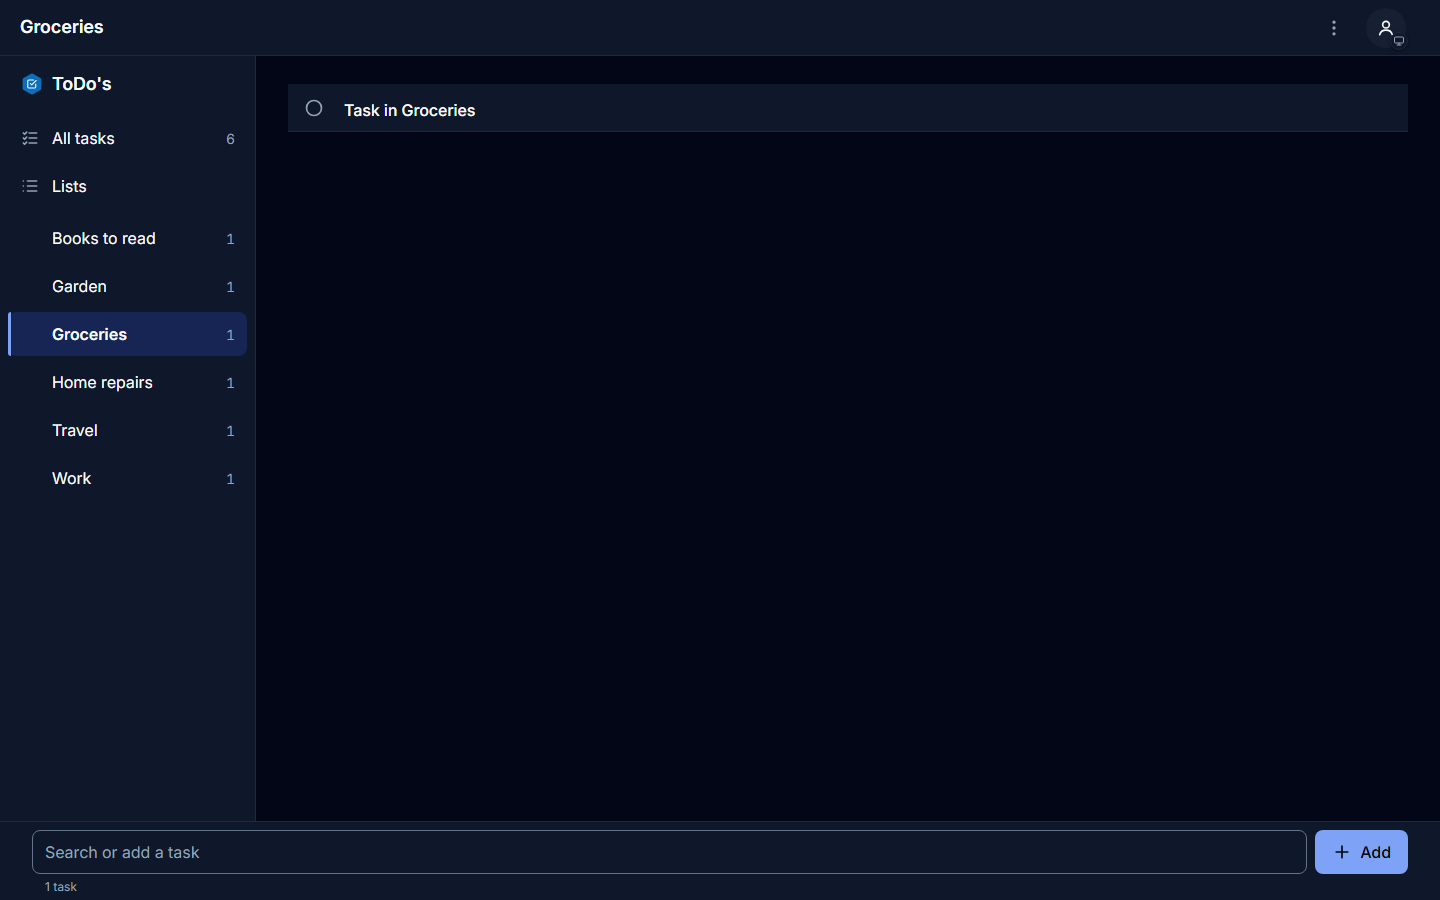 Groceries
ToDo's
All tasks 6
Lists
Books to read 1
Garden 1
Groceries 1
Home repairs 1
Travel 1
Work 1
Task in Groceries
Search or add a task
Add
1 task